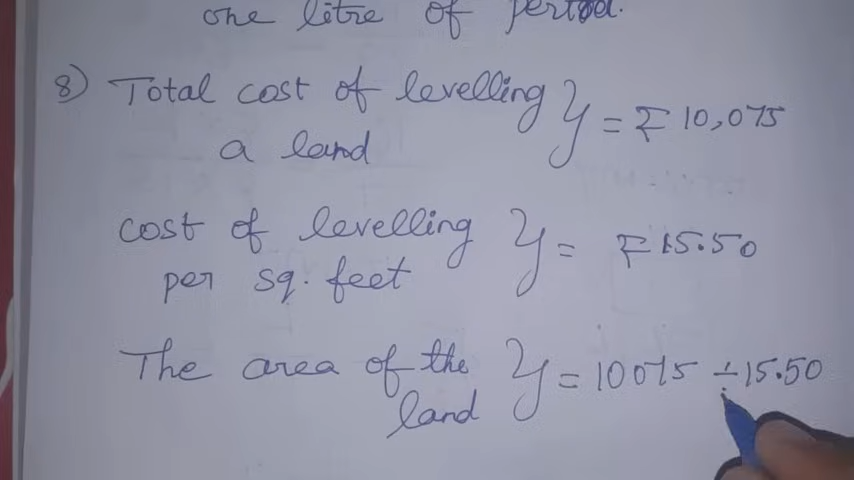 one litre of period.
8) Total cost of levelling
a land } = ₹ 10,075
cost of levelling
per sq. feet } = ₹ 15.50
The area of the
land } = 10075 ÷ 15.50